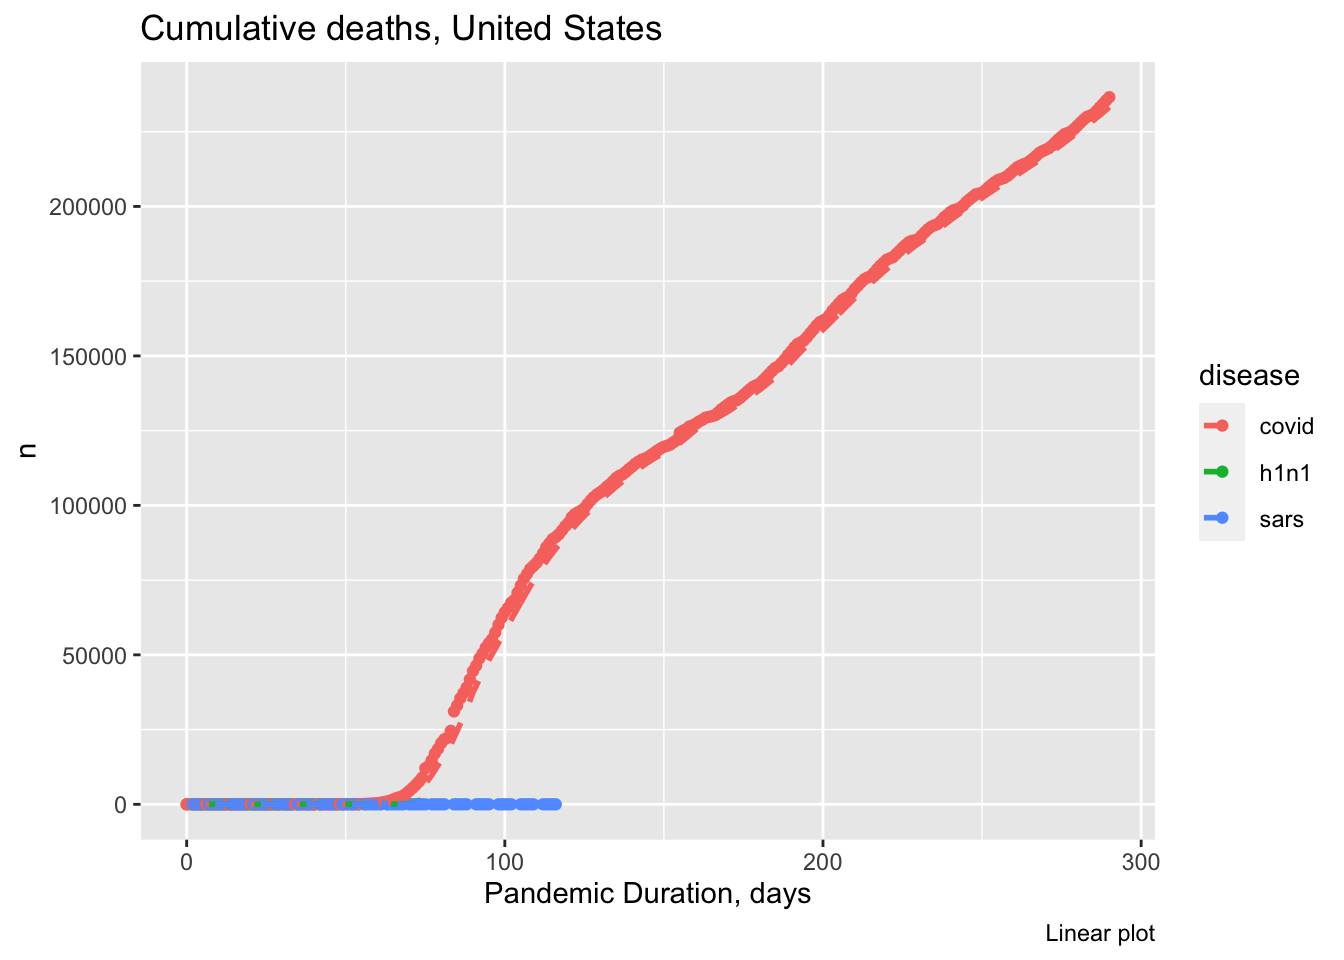 Cumulative deaths, United States
n
200000
150000
100000
50000
0
0 100 200 300
Pandemic Duration, days
Linear plot
disease
covid
h1n1
sars